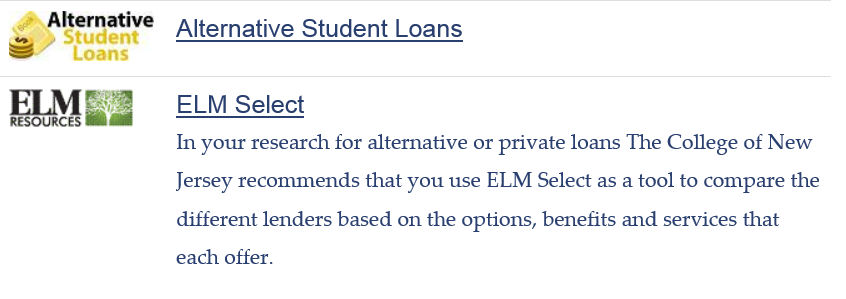 Alternative
Student
Loans
Alternative Student Loans
ELM
RESOURCES
ELM Select
In your research for alternative or private loans The College of New
Jersey recommends that you use ELM Select as a tool to compare the
different lenders based on the options, benefits and services that
each offer.